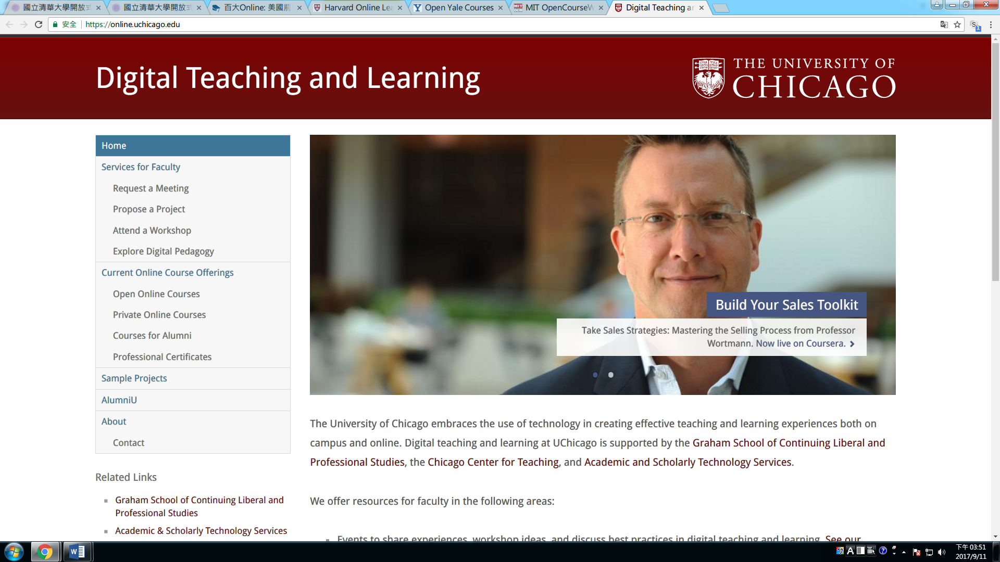 國立清華大學開放式
國立清華大學開放式
百大Online: 美國前
Harvard Online Lea
Open Yale Courses
MIT OpenCourseW
Digital Teaching an
安全
https://online.uchicago.edu
Digital Teaching and Learning
THE UNIVERSITY OF
CHICAGO
Home
Services for Faculty
Request a Meeting
Propose a Project
Attend a Workshop
Explore Digital Pedagogy
Current Online Course Offerings
Open Online Courses
Private Online Courses
Courses for Alumni
Professional Certificates
Sample Projects
AlumniU
About
Contact
Related Links
Graham School of Continuing Liberal and
Professional Studies
Academic & Scholarly Technology Services
Build Your Sales Toolkit
Take Sales Strategies: Mastering the Selling Process from Professor
Wortmann. Now live on Coursera.
The University of Chicago embraces the use of technology in creating effective teaching and learning experiences both on
campus and online. Digital teaching and learning at UChicago is supported by the Graham School of Continuing Liberal and
Professional Studies, the Chicago Center for Teaching, and Academic and Scholarly Technology Services.
We offer resources for faculty in the following areas:
Events to share experiences, workshop ideas, and discuss best practices in digital teaching and learning. See our
下午 03:51
2017/9/11